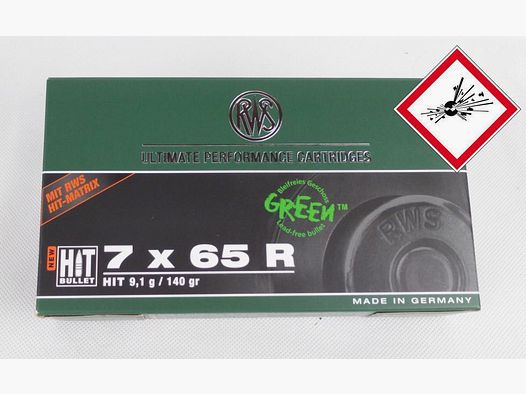 RWS
ULTIMATE PERFORMANCE CARTRIDGES
MIT RWS
HIT-MATRIX
Bleifreies Geschoss
GREEN™
Lead-free bullet
RWS
NEW
HIT
BULLET
7 x 65 R
HIT 9,1 g / 140 gr
MADE IN GERMANY